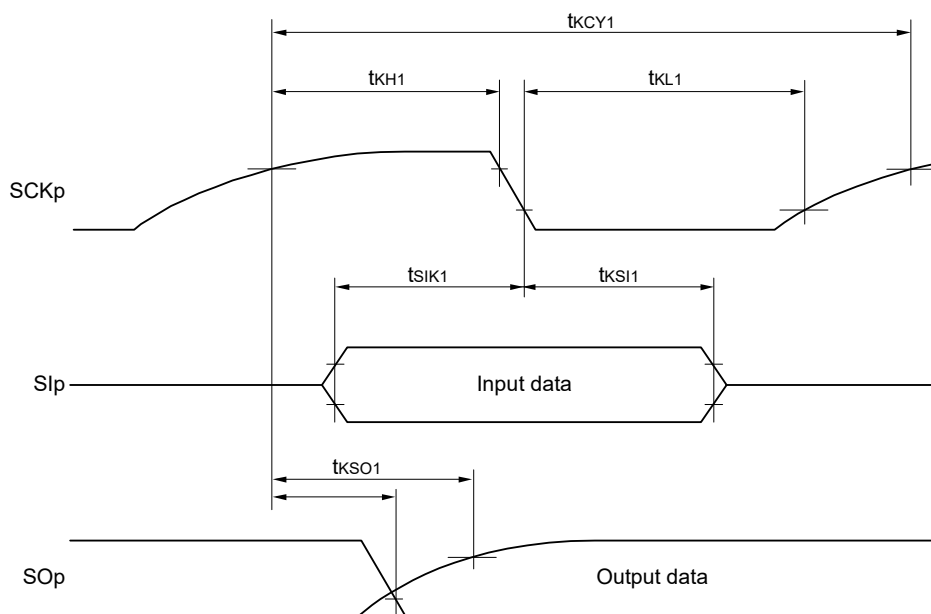 tKCY1
tKH1 tKL1
SCKp
tSIK1 tKSI1
SIp Input data
tKSO1
SOp Output data